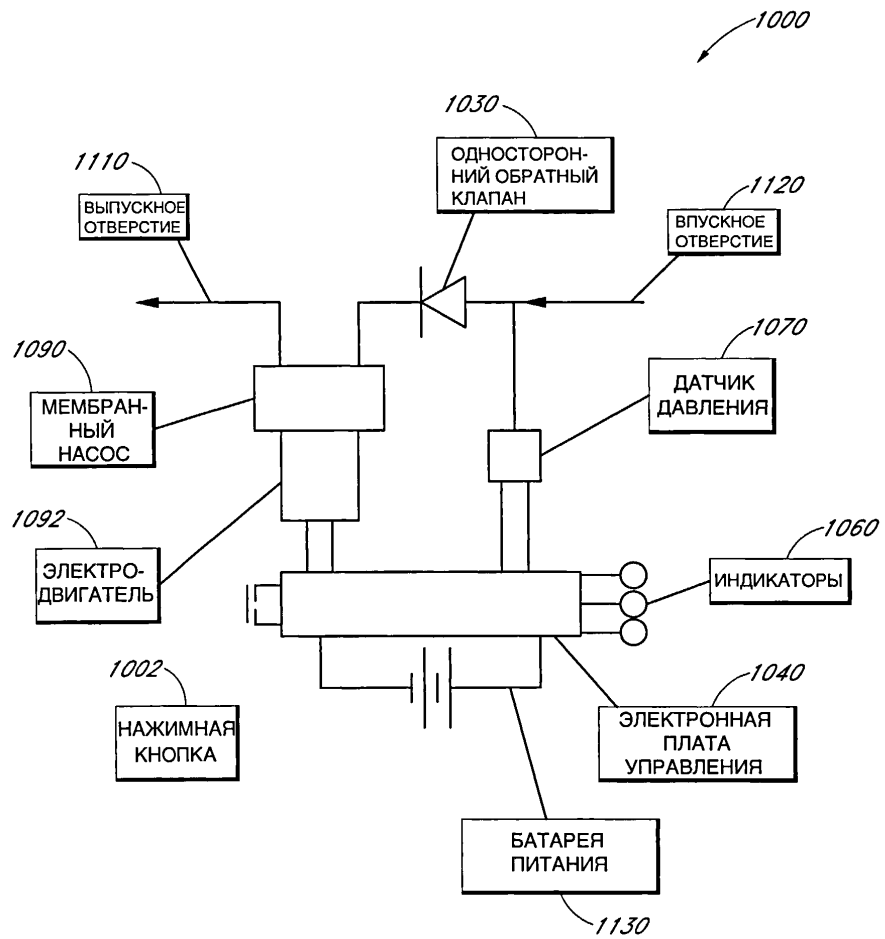 1000
1030
ОДНОСТОРОН-
НИЙ ОБРАТНЫЙ
КЛАПАН
1110
ВЫПУСКНОЕ
ОТВЕРСТИЕ
1120
ВПУСКНОЕ
ОТВЕРСТИЕ
1090
МЕМБРАН-
НЫЙ
НАСОС
1070
ДАТЧИК
ДАВЛЕНИЯ
1092
ЭЛЕКТРО-
ДВИГАТЕЛЬ
1060
ИНДИКАТОРЫ
1002
НАЖИМНАЯ
КНОПКА
1040
ЭЛЕКТРОННАЯ
ПЛАТА
УПРАВЛЕНИЯ
БАТАРЕЯ
ПИТАНИЯ
1130